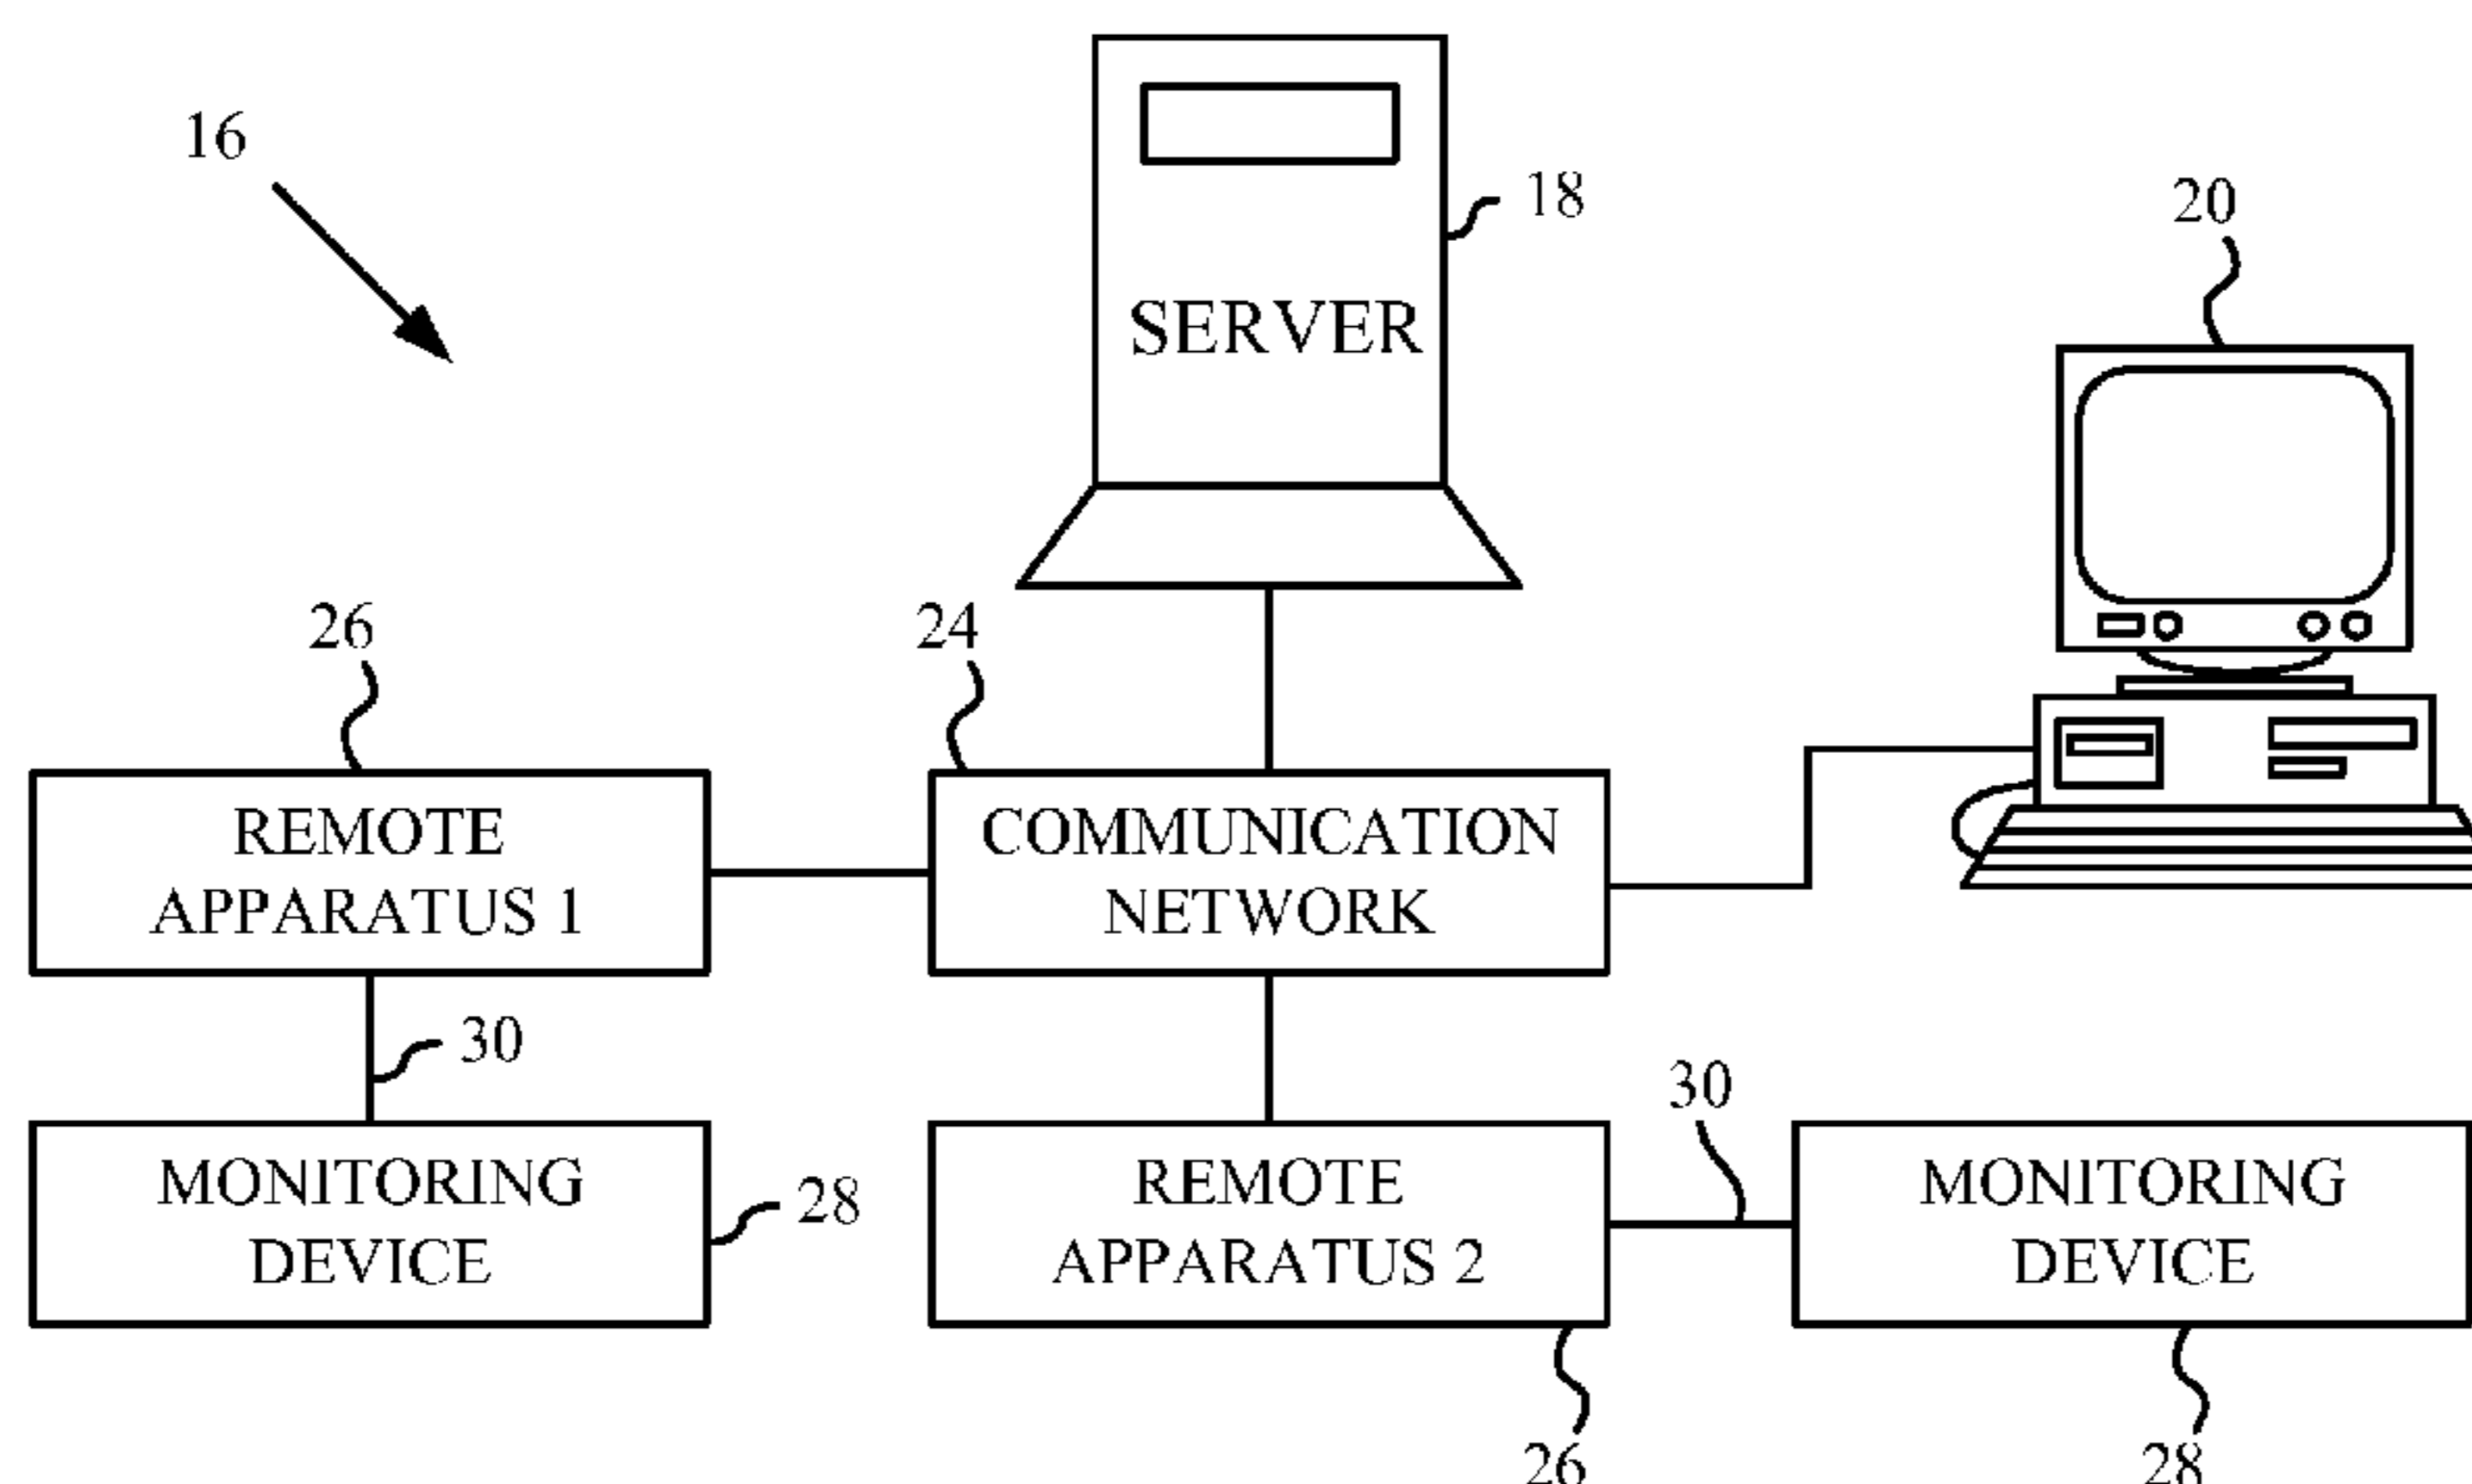 16
18
SERVER
20
26
24
REMOTE
APPARATUS 1
COMMUNICATION
NETWORK
30
30
MONITORING
DEVICE
28
REMOTE
APPARATUS 2
MONITORING
DEVICE
26
28